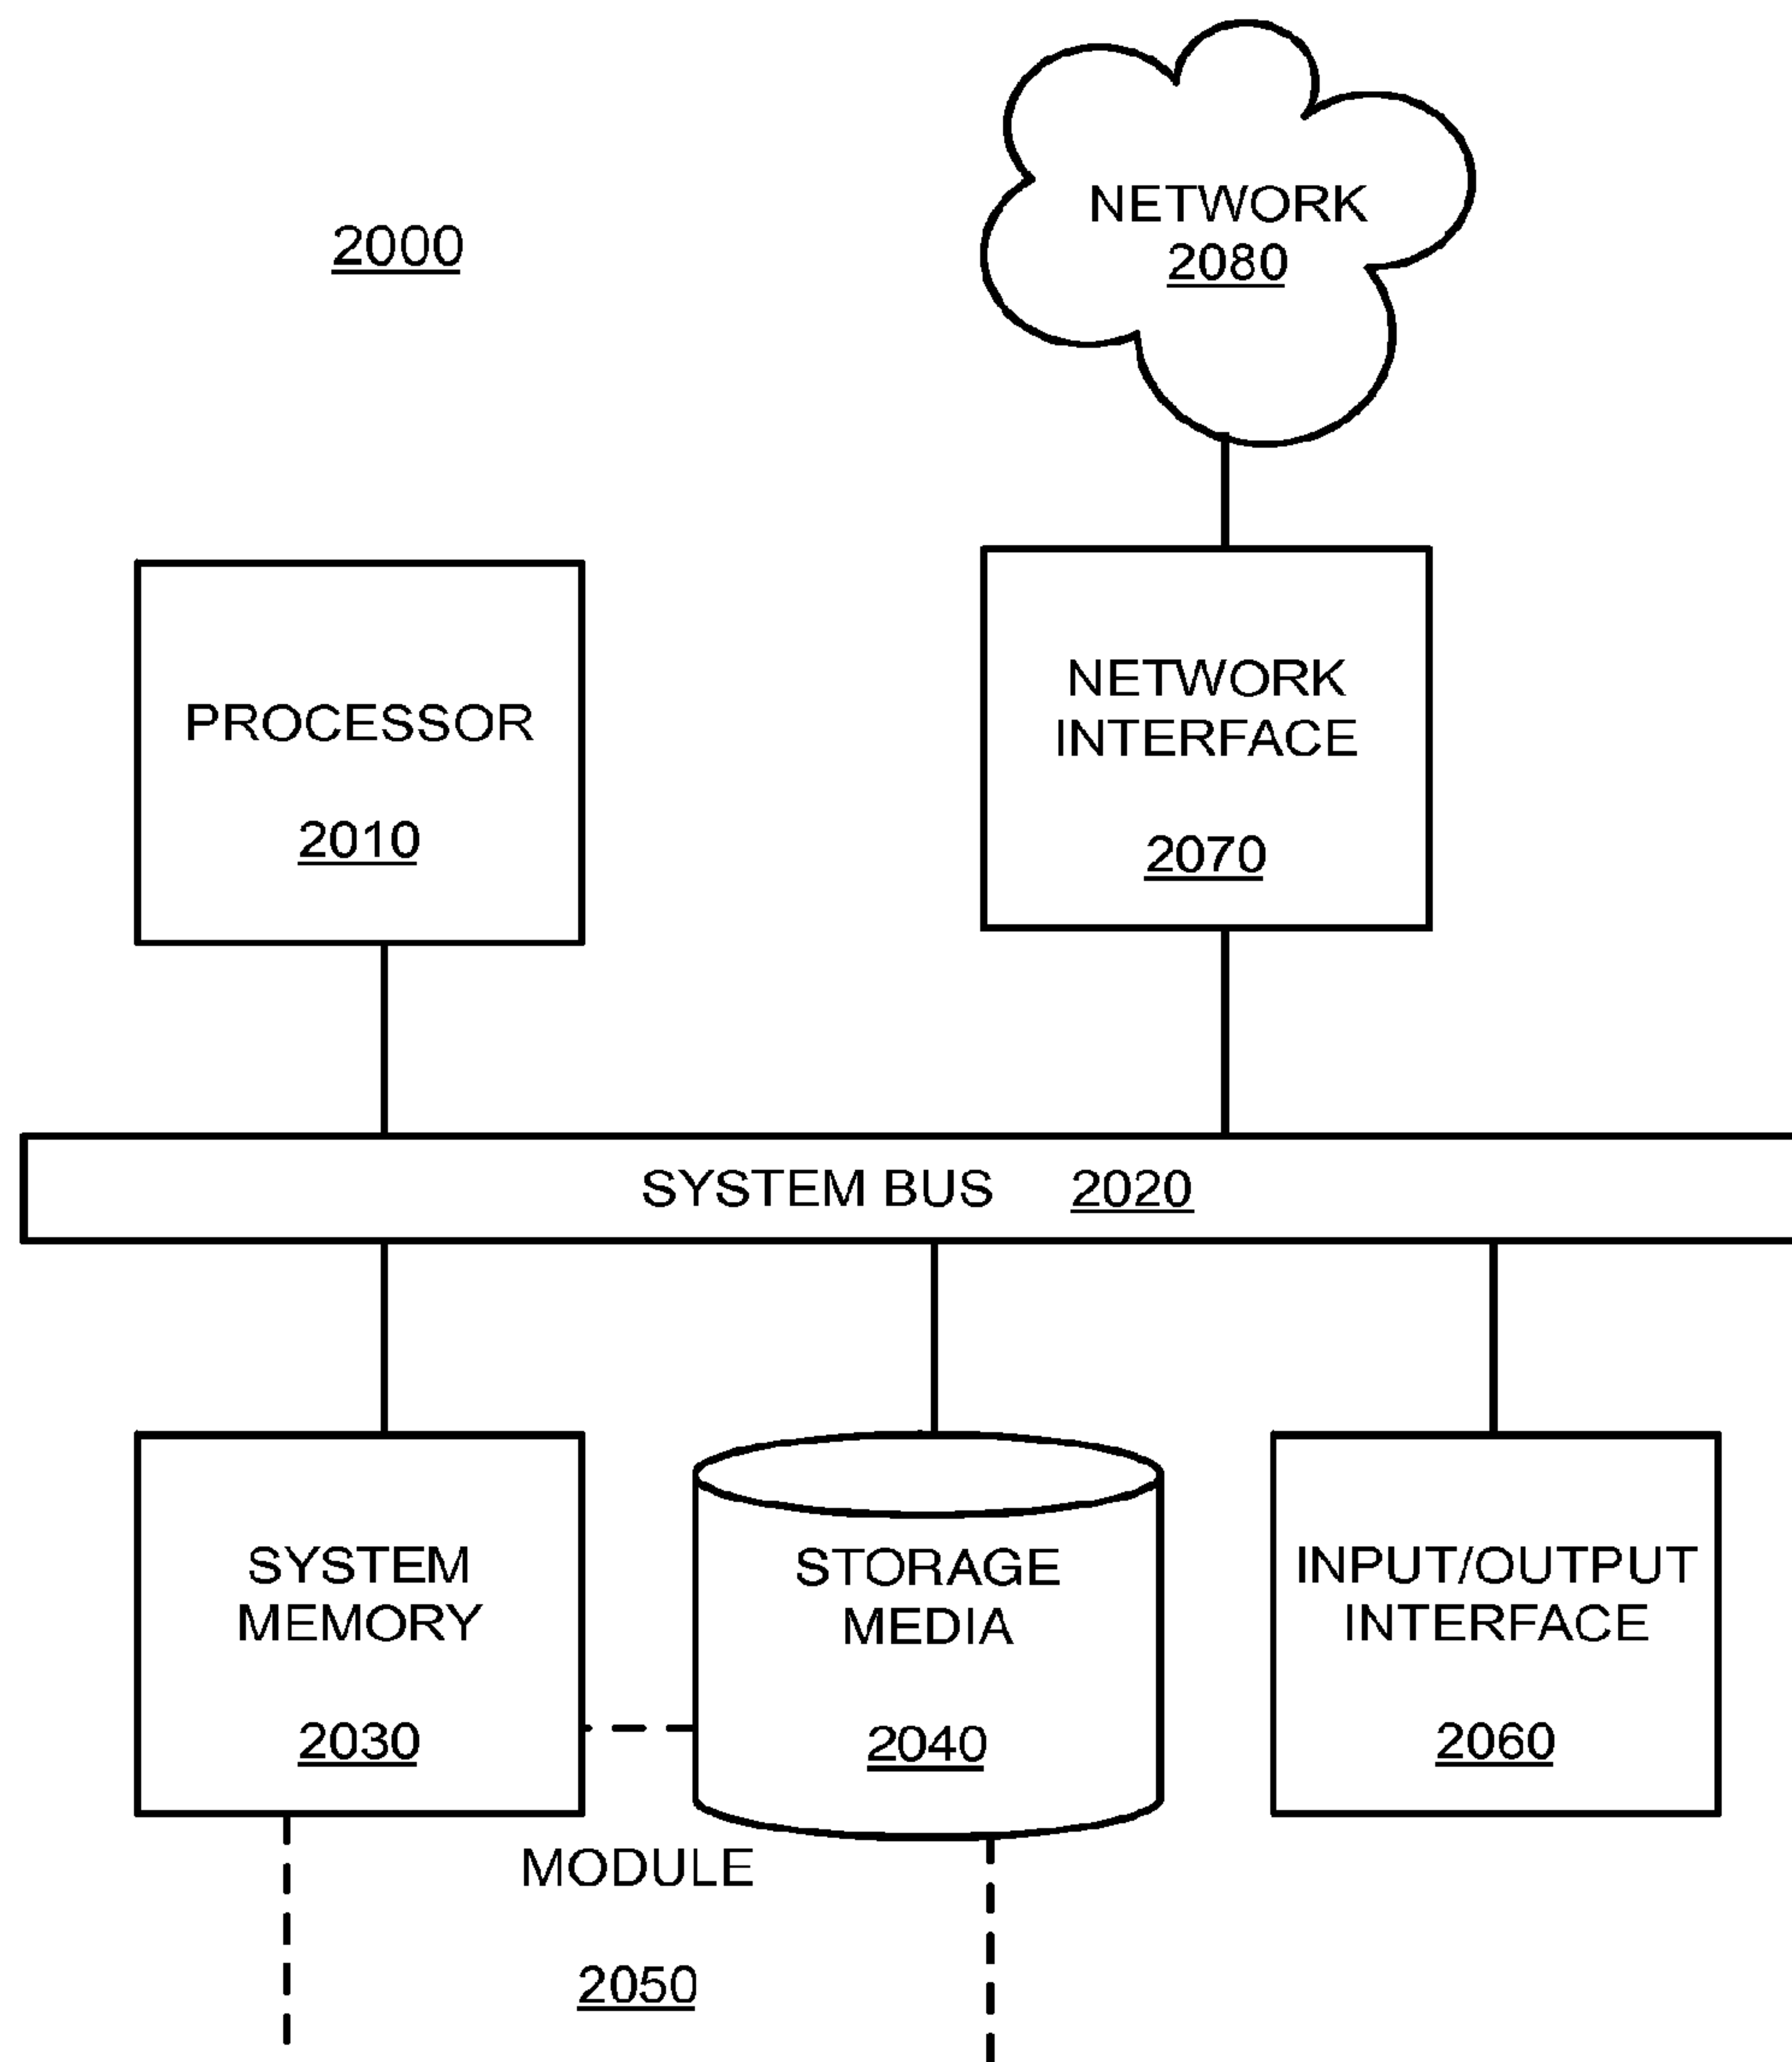 NETWORK
2080
2000
PROCESSOR
2010
NETWORK
INTERFACE
2070
SYSTEM BUS 2020
SYSTEM
MEMORY
2030
STORAGE
MEDIA
2040
INPUT/OUTPUT
INTERFACE
2060
MODULE
2050